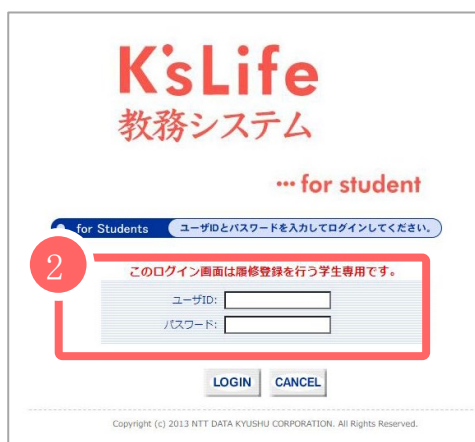 K'sLife
教務システム
… for student
for Students ユーザIDとパスワードを入力してログインしてください。
2
このログイン画面は履修登録を行う学生専用です。
ユーザID:
パスワード:
LOGIN CANCEL
Copyright (c) 2013 NTT DATA KYUSHU CORPORATION. All Rights Reserved.